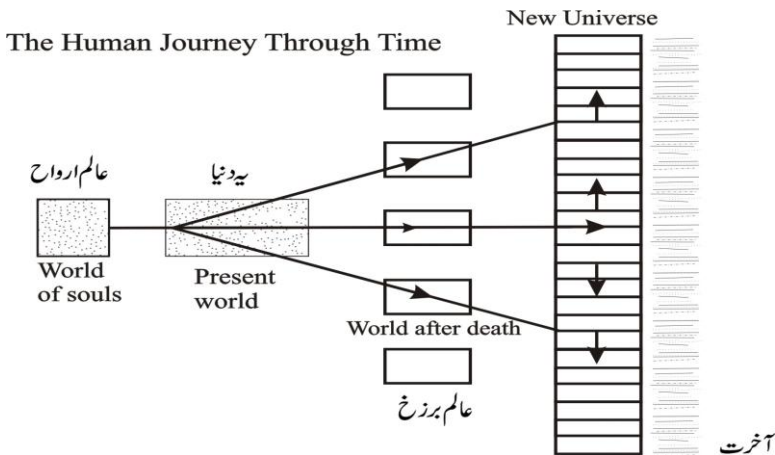 New Universe
The Human Journey Through Time
عالم ارواح
یہ دنیا
World
of souls
Present
world
World after death
عالم برزخ
آخرت